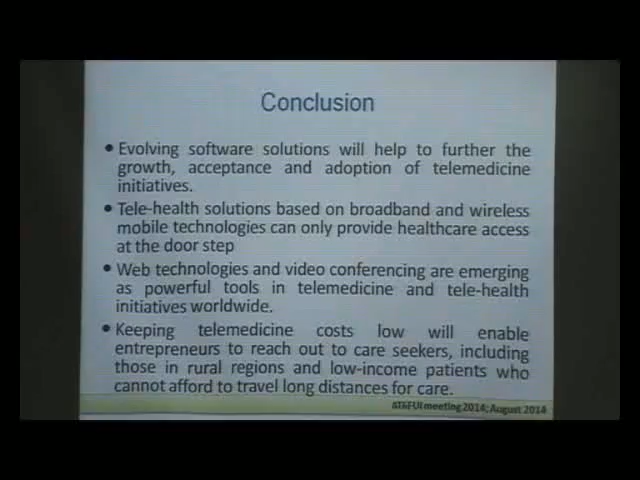 Conclusion
• Evolving software solutions will help to further the
growth, acceptance and adoption of telemedicine
initiatives.
• Tele-health solutions based on broadband and wireless
mobile technologies can only provide healthcare access
at the door step
• Web technologies and video conferencing are emerging
as powerful tools in telemedicine and tele-health
initiatives worldwide.
• Keeping telemedicine costs low will enable
entrepreneurs to reach out to care seekers, including
those in rural regions and low-income patients who
cannot afford to travel long distances for care.
meeting 2014; August 2014